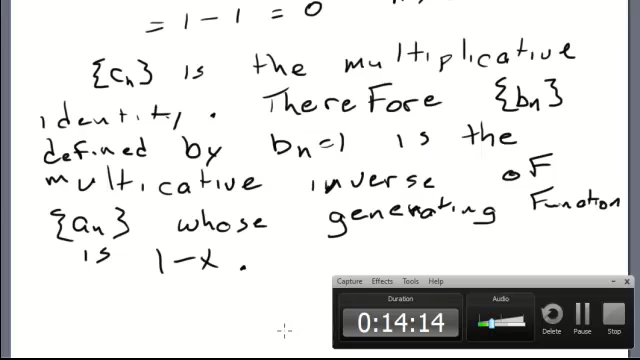 = 1 - 1 = 0
{cn} is the multiplicative
identity. Therefore {bn}
defined by bn=1 is the
multicative inverse of
{an} whose generating Function
is 1-x.
Capture Effects Tools Help
Duration
0:14:14
Audio
Delete Pause Stop